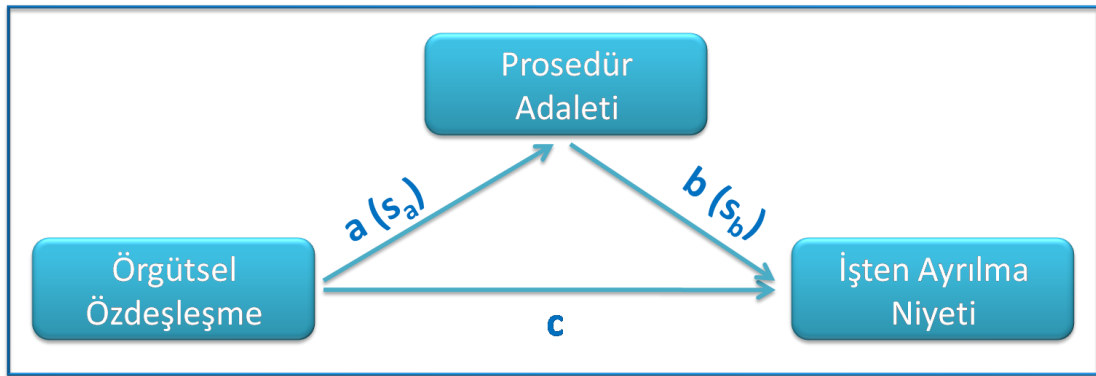 Prosedür
Adaleti
a (sa)
b (sb)
Örgütsel
Özdeşleşme
İşten Ayrılma
Niyeti
c